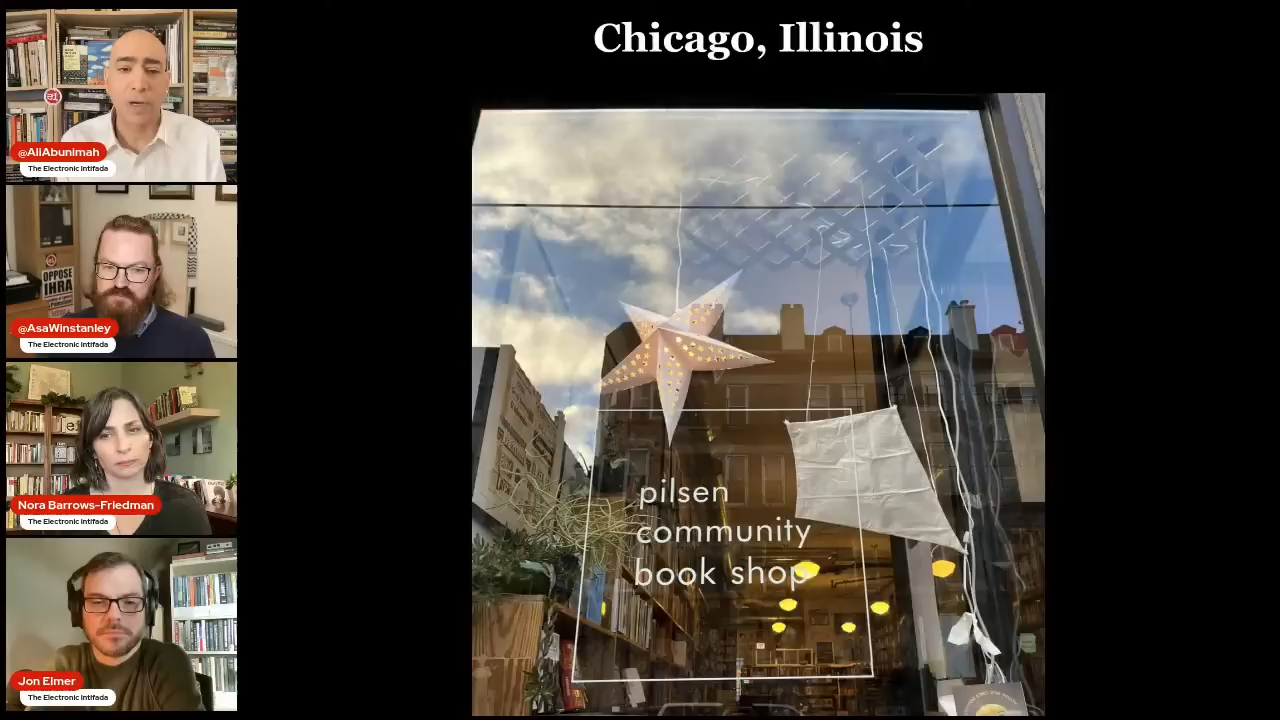 Chicago, Illinois
@AliAbunimah
The Electronic Intifada
OPPOSE
IHRA
@AsaWinstanley
The Electronic Intifada
Nora Barrows-Friedman
The Electronic Intifada
Jon Elmer
The Electronic Intifada
pilsen
community
book shop